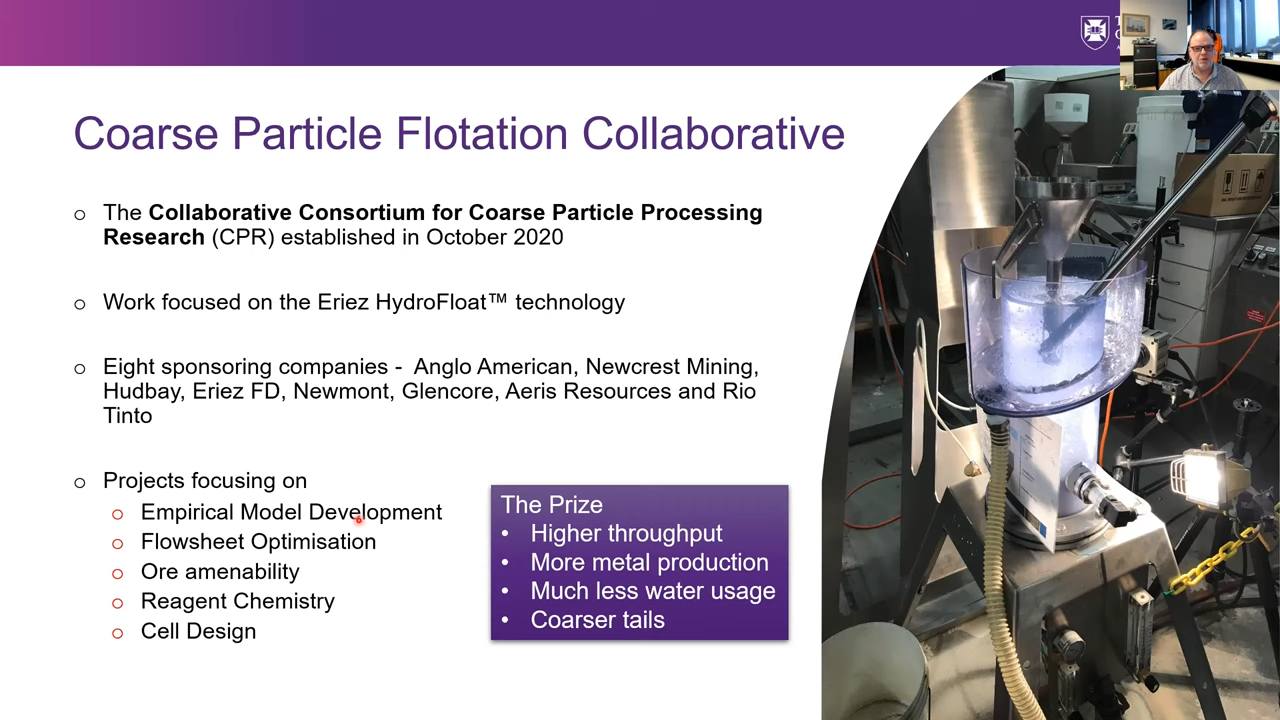 Coarse Particle Flotation Collaborative
The Collaborative Consortium for Coarse Particle Processing
Research (CPR) established in October 2020
Work focused on the Eriez HydroFloat™ technology
Eight sponsoring companies - Anglo American, Newcrest Mining,
Hudbay, Eriez FD, Newmont, Glencore, Aeris Resources and Rio
Tinto
Projects focusing on
Empirical Model Development
Flowsheet Optimisation
Ore amenability
Reagent Chemistry
Cell Design
The Prize
• Higher throughput
• More metal production
• Much less water usage
• Coarser tails